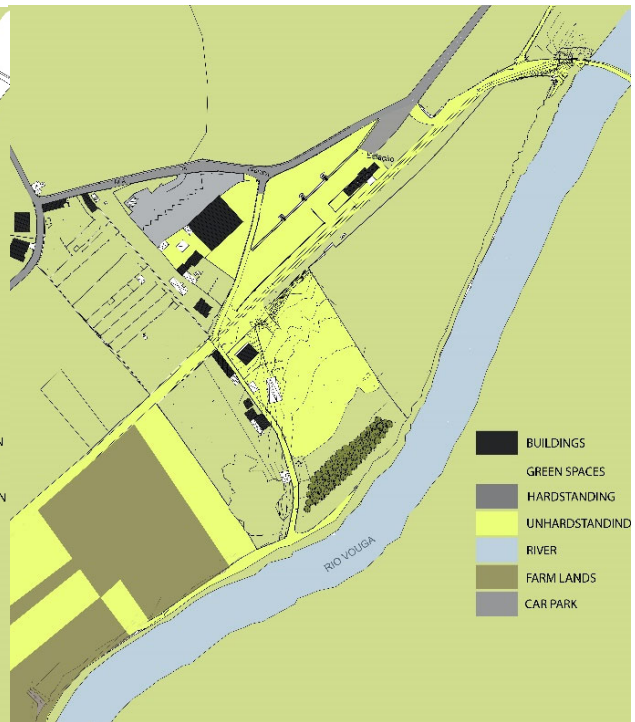 Estação
RIO VOUGA
BUILDINGS
GREEN SPACES
HARDSTANDING
UNHARDSTANDIND
RIVER
FARM LANDS
CAR PARK